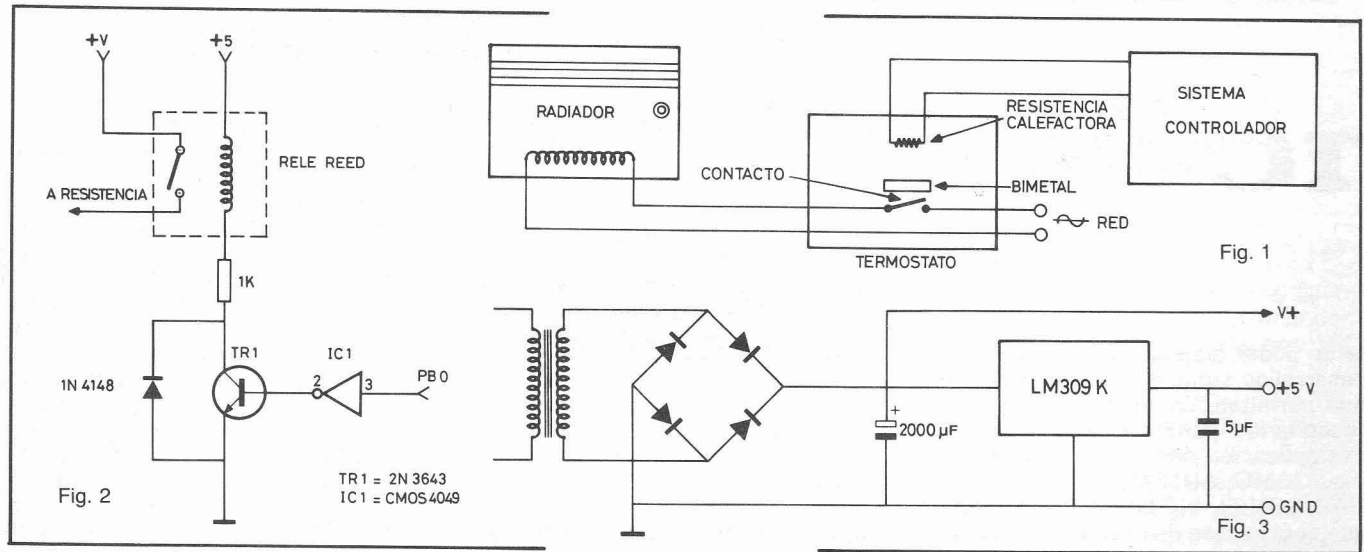 +V
+5
RELE REED
A RESISTENCIA
1K
1N 4148
TR1
IC1
2
3
PB0
TR1 = 2N 3643
IC1 = CMOS 4049
Fig. 2
RADIADOR
RESISTENCIA
CALEFACTORA
SISTEMA
CONTROLADOR
CONTACTO
BIMETAL
RED
TERMOSTATO
Fig. 1
V+
+
2000 µF
LM309 K
+5 V
5µF
GND
Fig. 3